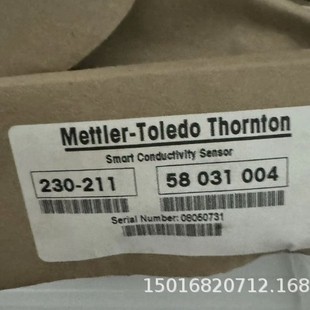 Mettler-Toledo Thornton
Smart Conductivity Sensor
230-211 58 031 004
Serial Number: 08050731
15016820712.168